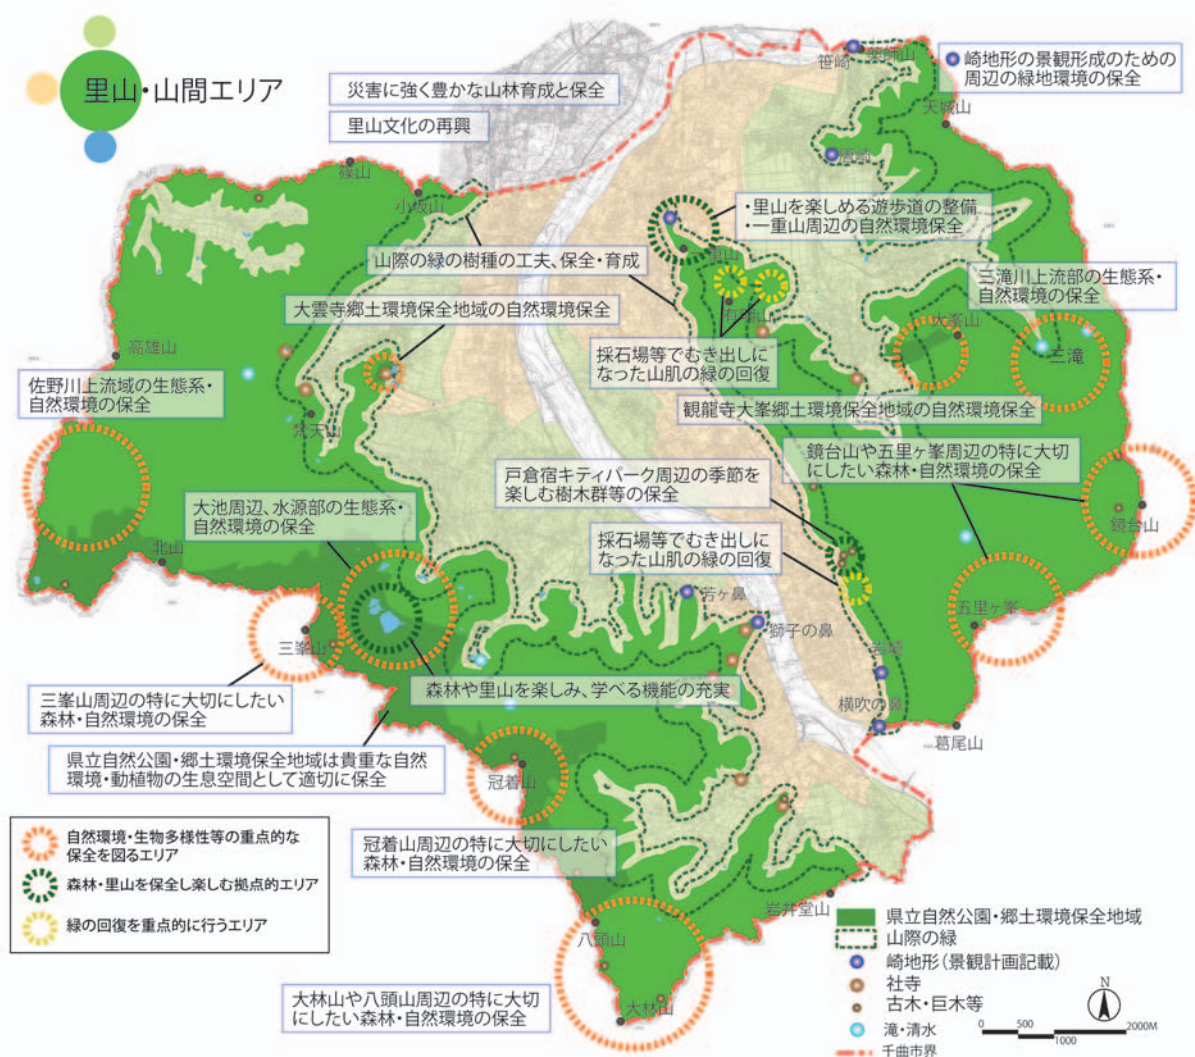 里山・山間エリア
災害に強く豊かな山林育成と保全
里山文化の再興
笹崎
薬師山
崎地形の景観形成のための
周辺の緑地環境の保全
天城山
唐崎
篠山
小坂山
・里山を楽しめる遊歩道の整備
・一重山周辺の自然環境保全
山際の緑の樹種の工夫、保全・育成
大雲寺郷土環境保全地域の自然環境保全
有明山
三滝川上流部の生態系・
自然環境の保全
大峯山
三滝
高雄山
採石場等でむき出しに
なった山肌の緑の回復
佐野川上流域の生態系・
自然環境の保全
観龍寺大峯郷土環境保全地域の自然環境保全
梵天山
鏡台山や五里ヶ峯周辺の特に大切
にしたい森林・自然環境の保全
戸倉宿キティパーク周辺の季節を
楽しむ樹木群等の保全
大池周辺、水源部の生態系・
自然環境の保全
鏡台山
採石場等でむき出しに
なった山肌の緑の回復
北山
五里ヶ峯
獅子の鼻
三峯山
岩崎
森林や里山を楽しみ、学べる機能の充実
三峯山周辺の特に大切にしたい
森林・自然環境の保全
横吹の鼻
葛尾山
県立自然公園・郷土環境保全地域は貴重な自然
環境・動植物の生息空間として適切に保全
冠着山
冠着山周辺の特に大切にしたい
森林・自然環境の保全
自然環境・生物多様性等の重点的な
保全を図るエリア
森林・里山を保全し楽しむ拠点的エリア
緑の回復を重点的に行うエリア
岩井堂山
八頭山
大林山
大林山や八頭山周辺の特に大切
にしたい森林・自然環境の保全
県立自然公園・郷土環境保全地域
山際の緑
崎地形(景観計画記載)
社寺
古木・巨木等
滝・清水
千曲市界
N
0 500 1000 2000M